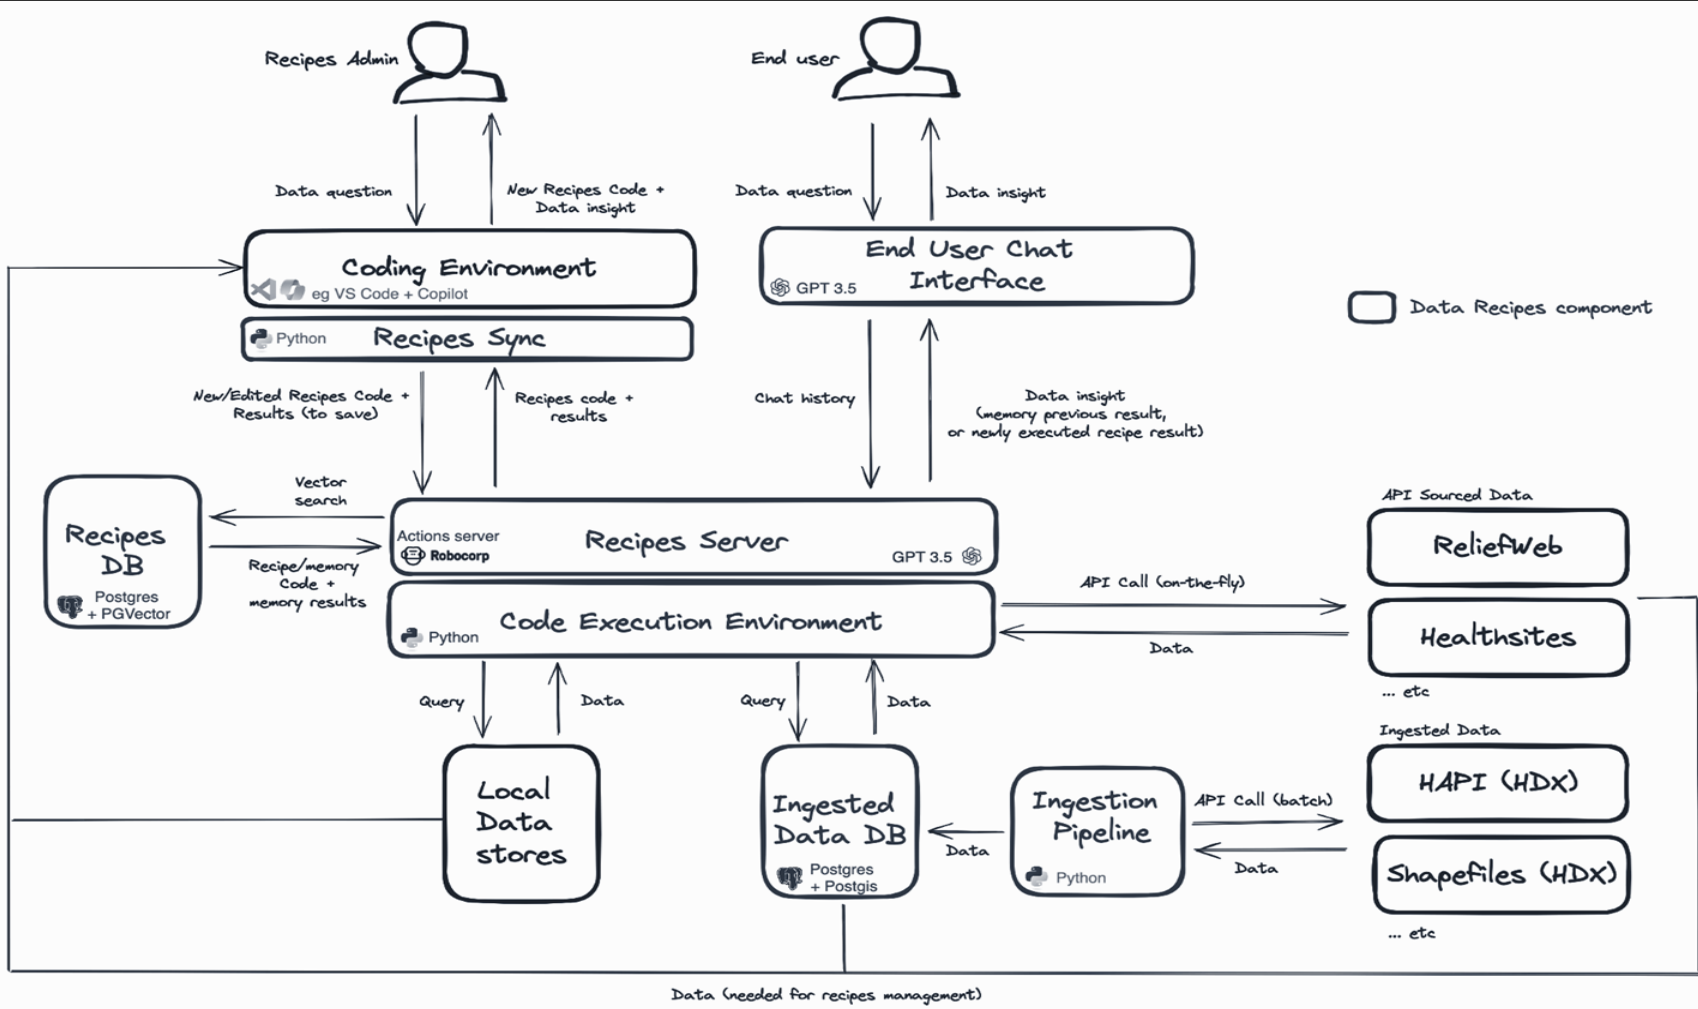 Recipes Admin
End user
Data question
New Recipes Code +
Data insight
Data question
Data insight
Coding Environment
eg VS Code + Copilot
End User Chat
Interface
GPT 3.5
Data Recipes component
Python
Recipes Sync
New/Edited Recipes Code +
Results (to save)
Recipes code +
results
Chat history
Data insight
(memory previous result,
or newly executed recipe result)
Vector
search
Recipes
DB
Postgres
+ PGVector
Recipe/memory
Code +
memory results
Actions server
Robocorp
Recipes Server
GPT 3.5
Code Execution Environment
Python
API Call (on-the-fly)
Data
API Sourced Data
ReliefWeb
Healthsites
... etc
Query
Data
Query
Data
Local
Data
stores
Ingested
Data DB
Postgres
+ Postgis
Data
Ingestion
Pipeline
Python
API Call (batch)
Data
Ingested Data
HAPI (HDX)
Shapefiles (HDX)
... etc
Data (needed for recipes management)